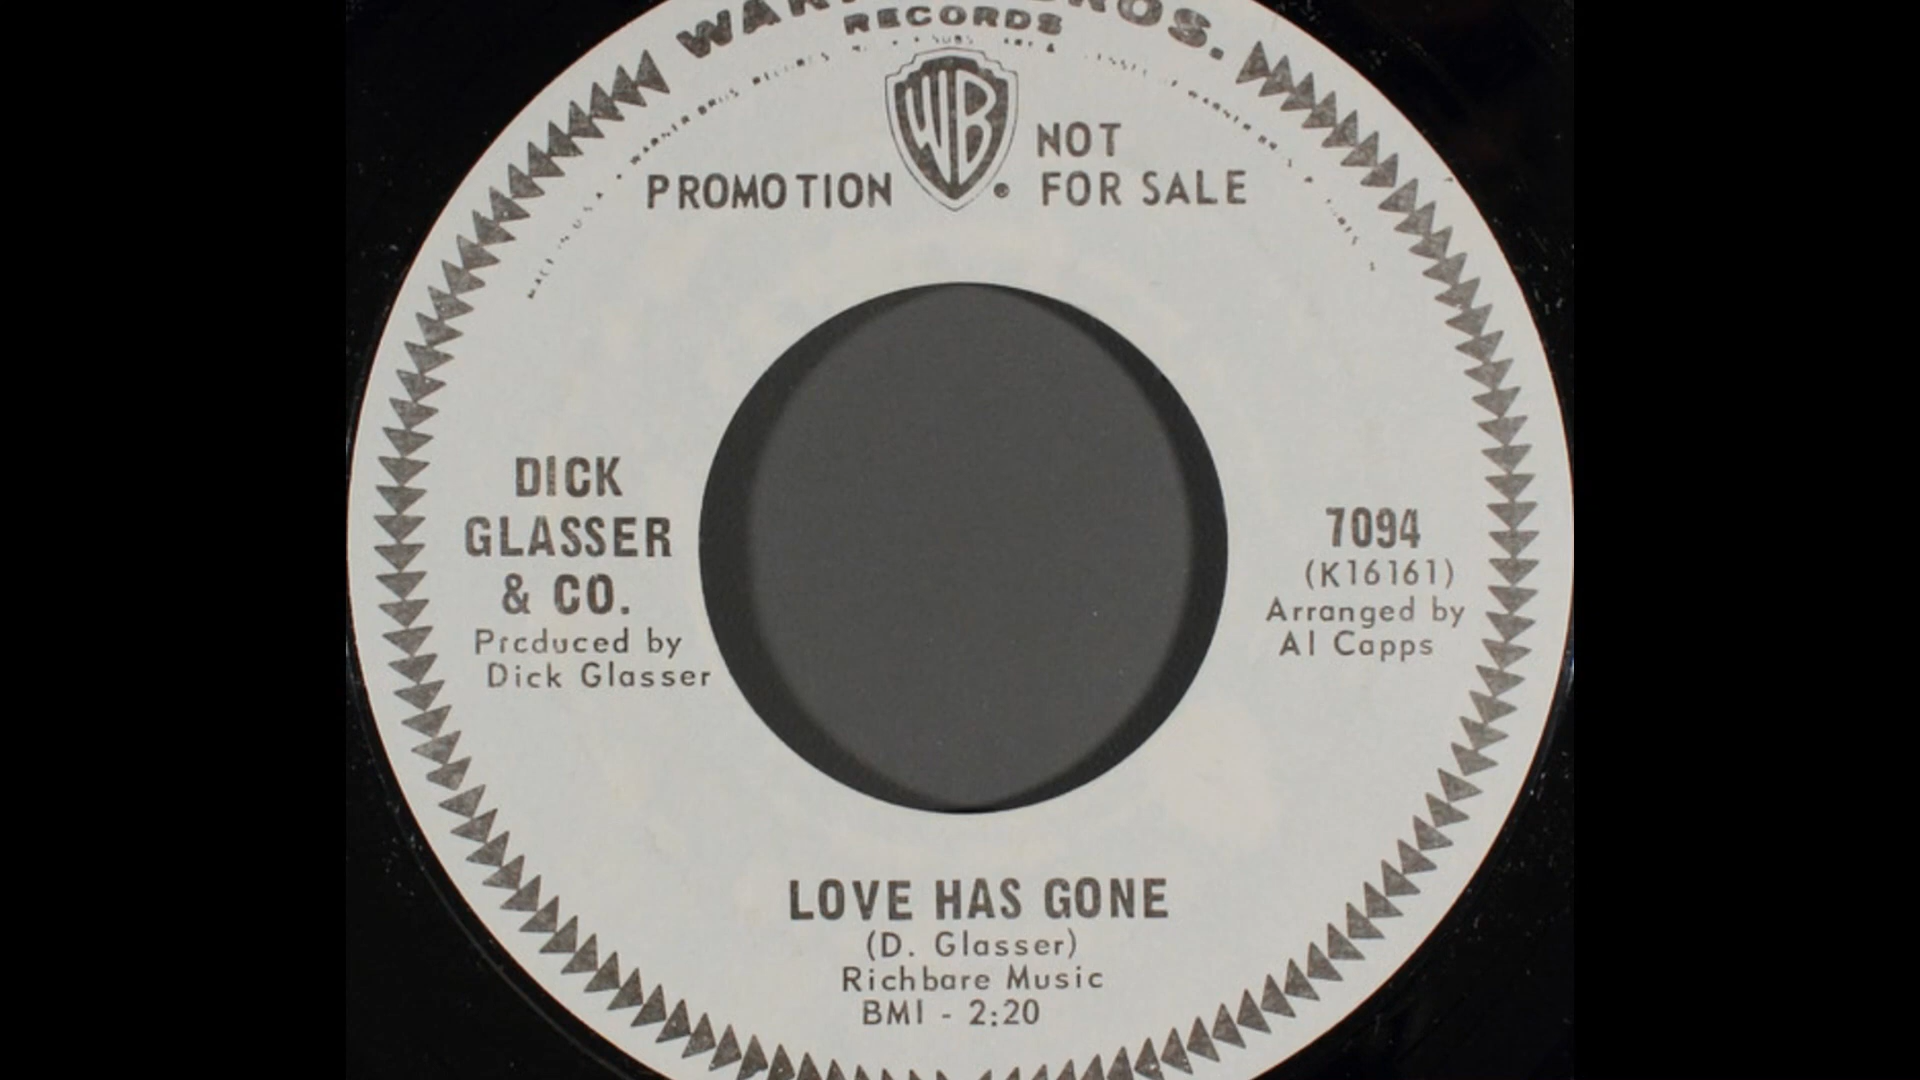 RECORDS
WB
PROMOTION
NOT
FOR SALE
DICK
GLASSER
& CO.
Prcduced by
Dick Glasser
7094
(K16161)
Arranged by
Al Capps
LOVE HAS GONE
(D. Glasser)
Richbare Music
BMI - 2:20